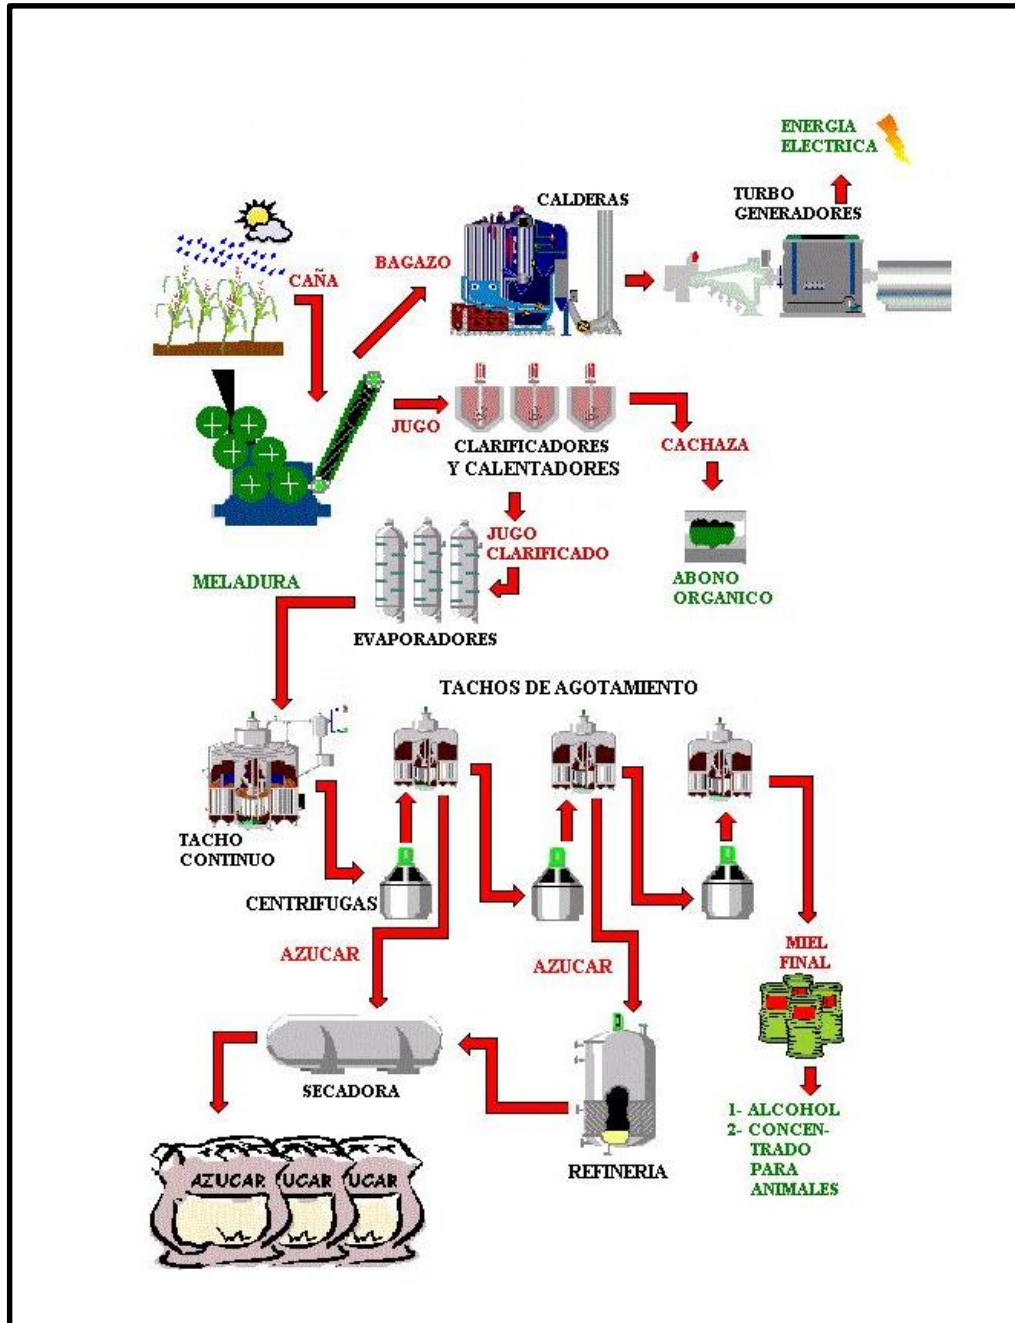 ENERGIA
ELECTRICA
TURBO
GENERADORES
CALDERAS
BAGAZO
CAÑA
JUGO
CLARIFICADORES
Y CALENTADORES
CACHAZA
JUGO
CLARIFICADO
ABONO
ORGANICO
MELADURA
EVAPORADORES
TACHOS DE AGOTAMIENTO
TACHO
CONTINUO
CENTRIFUGAS
AZUCAR
AZUCAR
MIEL
FINAL
SECADORA
REFINERIA
1- ALCOHOL
2- CONCEN-
TRADO
PARA
ANIMALES
AZUCAR
UCAR
UCAR